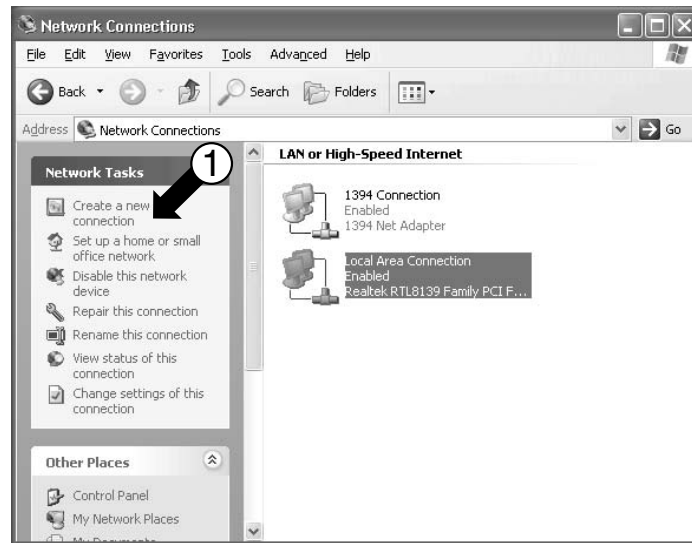 Network Connections
File Edit View Favorites Tools Advanced Help
Back Search Folders
Address Network Connections Go
Network Tasks
1
Create a new
connection
Set up a home or small
office network
Disable this network
device
Repair this connection
Rename this connection
View status of this
connection
Change settings of this
connection
Other Places
Control Panel
My Network Places
My Documents
LAN or High-Speed Internet
1394 Connection
Enabled
1394 Net Adapter
Local Area Connection
Enabled
Realtek RTL8139 Family PCI F...